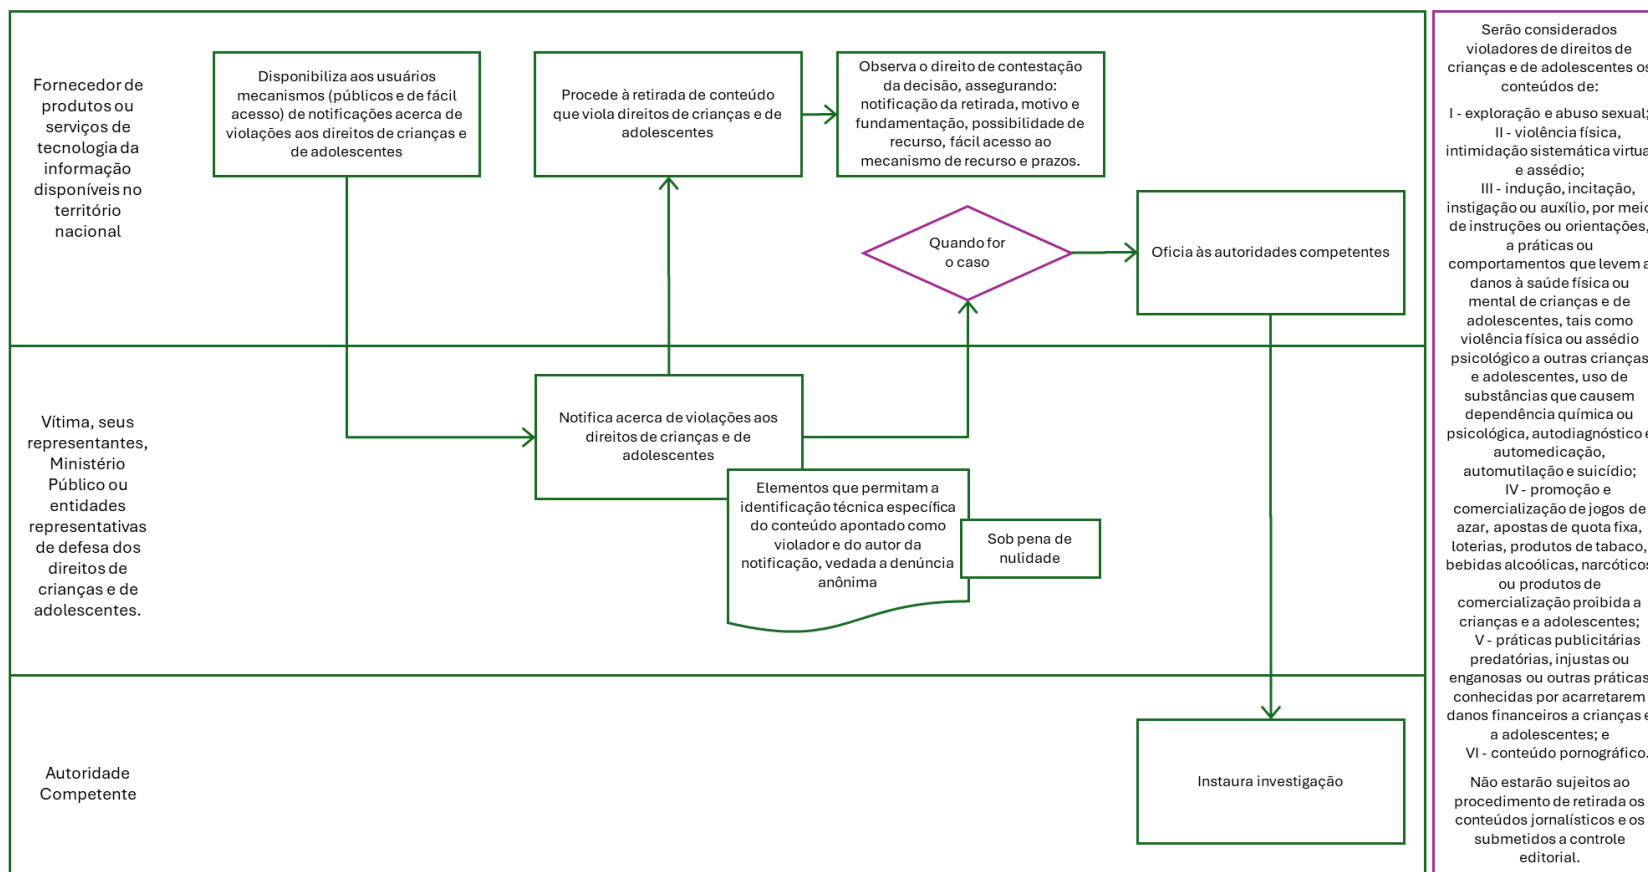 Fornecedor de
produtos ou
serviços de
tecnologia da
informação
disponíveis no
território
nacional
Disponibiliza aos usuários
mecanismos (públicos e de fácil
acesso) de notificações acerca de
violações aos direitos de crianças e
de adolescentes
Procede à retirada de conteúdo
que viola direitos de crianças e de
adolescentes
Observa o direito de contestação
da decisão, assegurando:
notificação da retirada, motivo e
fundamentação, possibilidade de
recurso, fácil acesso ao
mecanismo de recurso e prazos.
Quando for
o caso
Oficia às autoridades competentes
Vítima, seus
representantes,
Ministério
Público ou
entidades
representativas
de defesa dos
direitos de
crianças e de
adolescentes.
Notifica acerca de violações aos
direitos de crianças e de
adolescentes
Elementos que permitam a
identificação técnica específica
do conteúdo apontado como
violador e do autor da
notificação, vedada a denúncia
anônima
Sob pena de
nulidade
Autoridade
Competente
Instaura investigação
Serão considerados
violadores de direitos de
crianças e de adolescentes os
conteúdos de:
I - exploração e abuso sexual;
II - violência física,
intimidação sistemática virtual
e assédio;
III - indução, incitação,
instigação ou auxílio, por meio
de instruções ou orientações,
a práticas ou
comportamentos que levem a
danos à saúde física ou
mental de crianças e de
adolescentes, tais como
violência física ou assédio
psicológico a outras crianças
e adolescentes, uso de
substâncias que causem
dependência química ou
psicológica, autodiagnóstico e
automedicação,
automutilação e suicídio;
IV - promoção e
comercialização de jogos de
azar, apostas de quota fixa,
loterias, produtos de tabaco,
bebidas alcoólicas, narcóticos
ou produtos de
comercialização proibida a
crianças e a adolescentes;
V - práticas publicitárias
predatórias, injustas ou
enganosas ou outras práticas
conhecidas por acarretarem
danos financeiros a crianças e
a adolescentes; e
VI - conteúdo pornográfico.
Não estarão sujeitos ao
procedimento de retirada os
conteúdos jornalísticos e os
submetidos a controle
editorial.